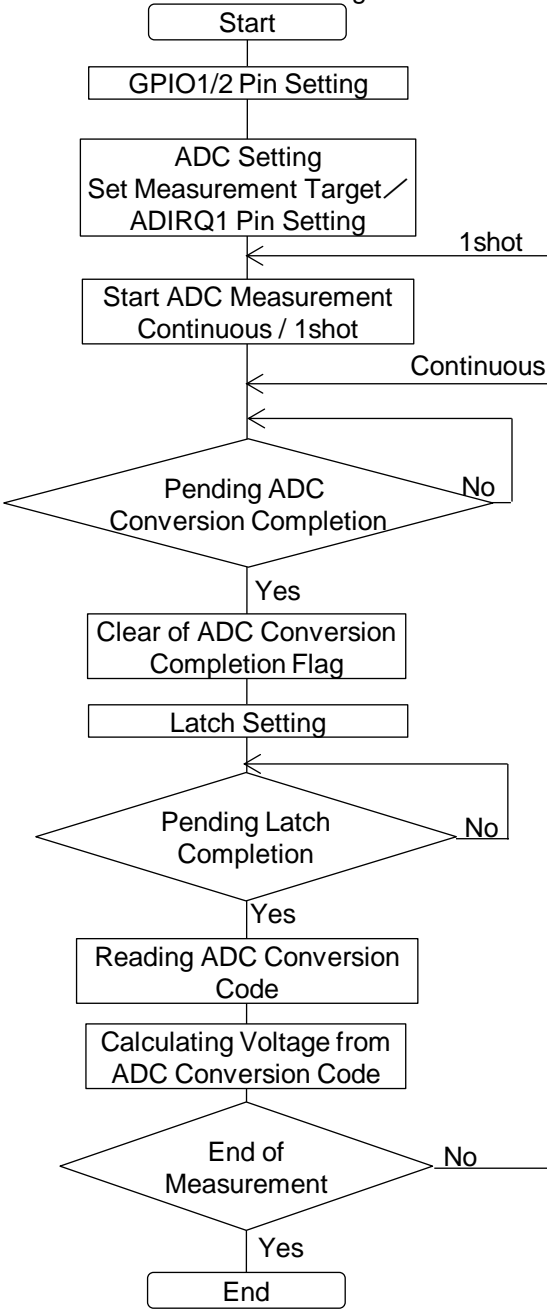 Start
GPIO1/2 Pin Setting
ADC Setting
Set Measurement Target／
ADIRQ1 Pin Setting
1shot
Start ADC Measurement
Continuous / 1shot
Continuous
Pending ADC
Conversion Completion
No
Yes
Clear of ADC Conversion
Completion Flag
Latch Setting
Pending Latch
Completion
No
Yes
Reading ADC Conversion
Code
Calculating Voltage from
ADC Conversion Code
End of
Measurement
No
Yes
End